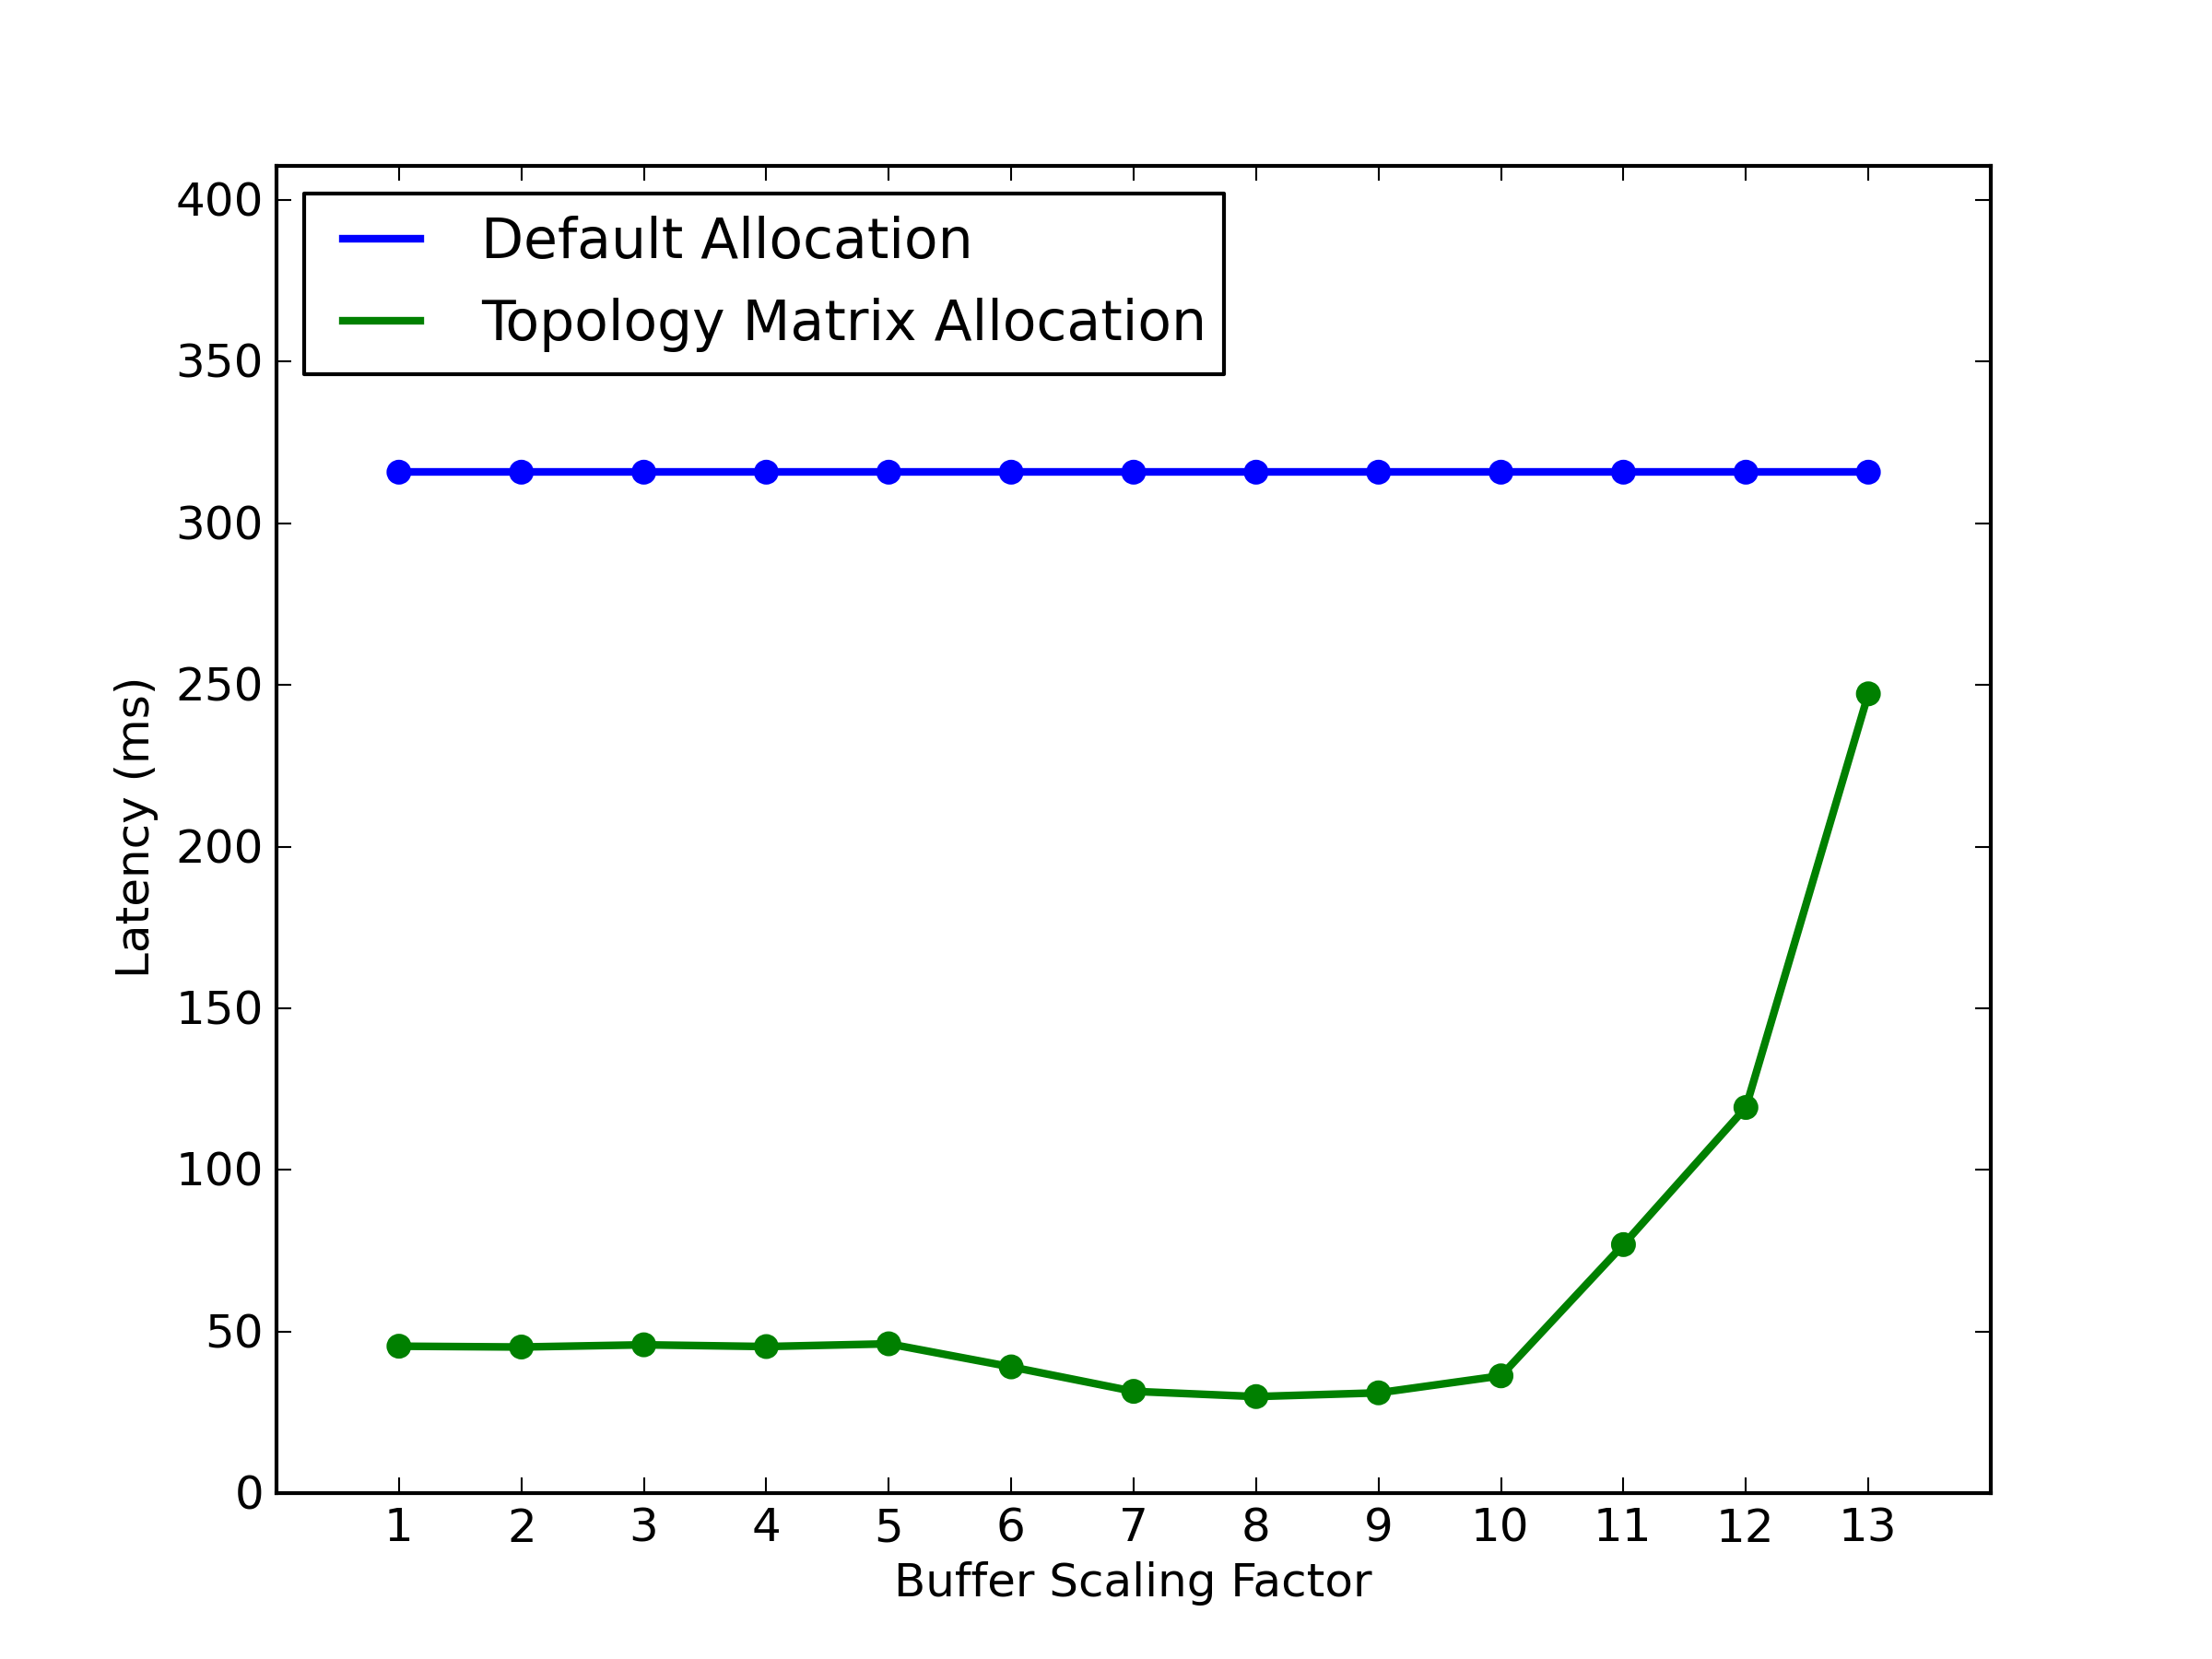 Default Allocation
Topology Matrix Allocation
400
350
300
250
200
150
100
50
0
Latency (ms)
1 2 3 4 5 6 7 8 9 10 11 12 13
Buffer Scaling Factor